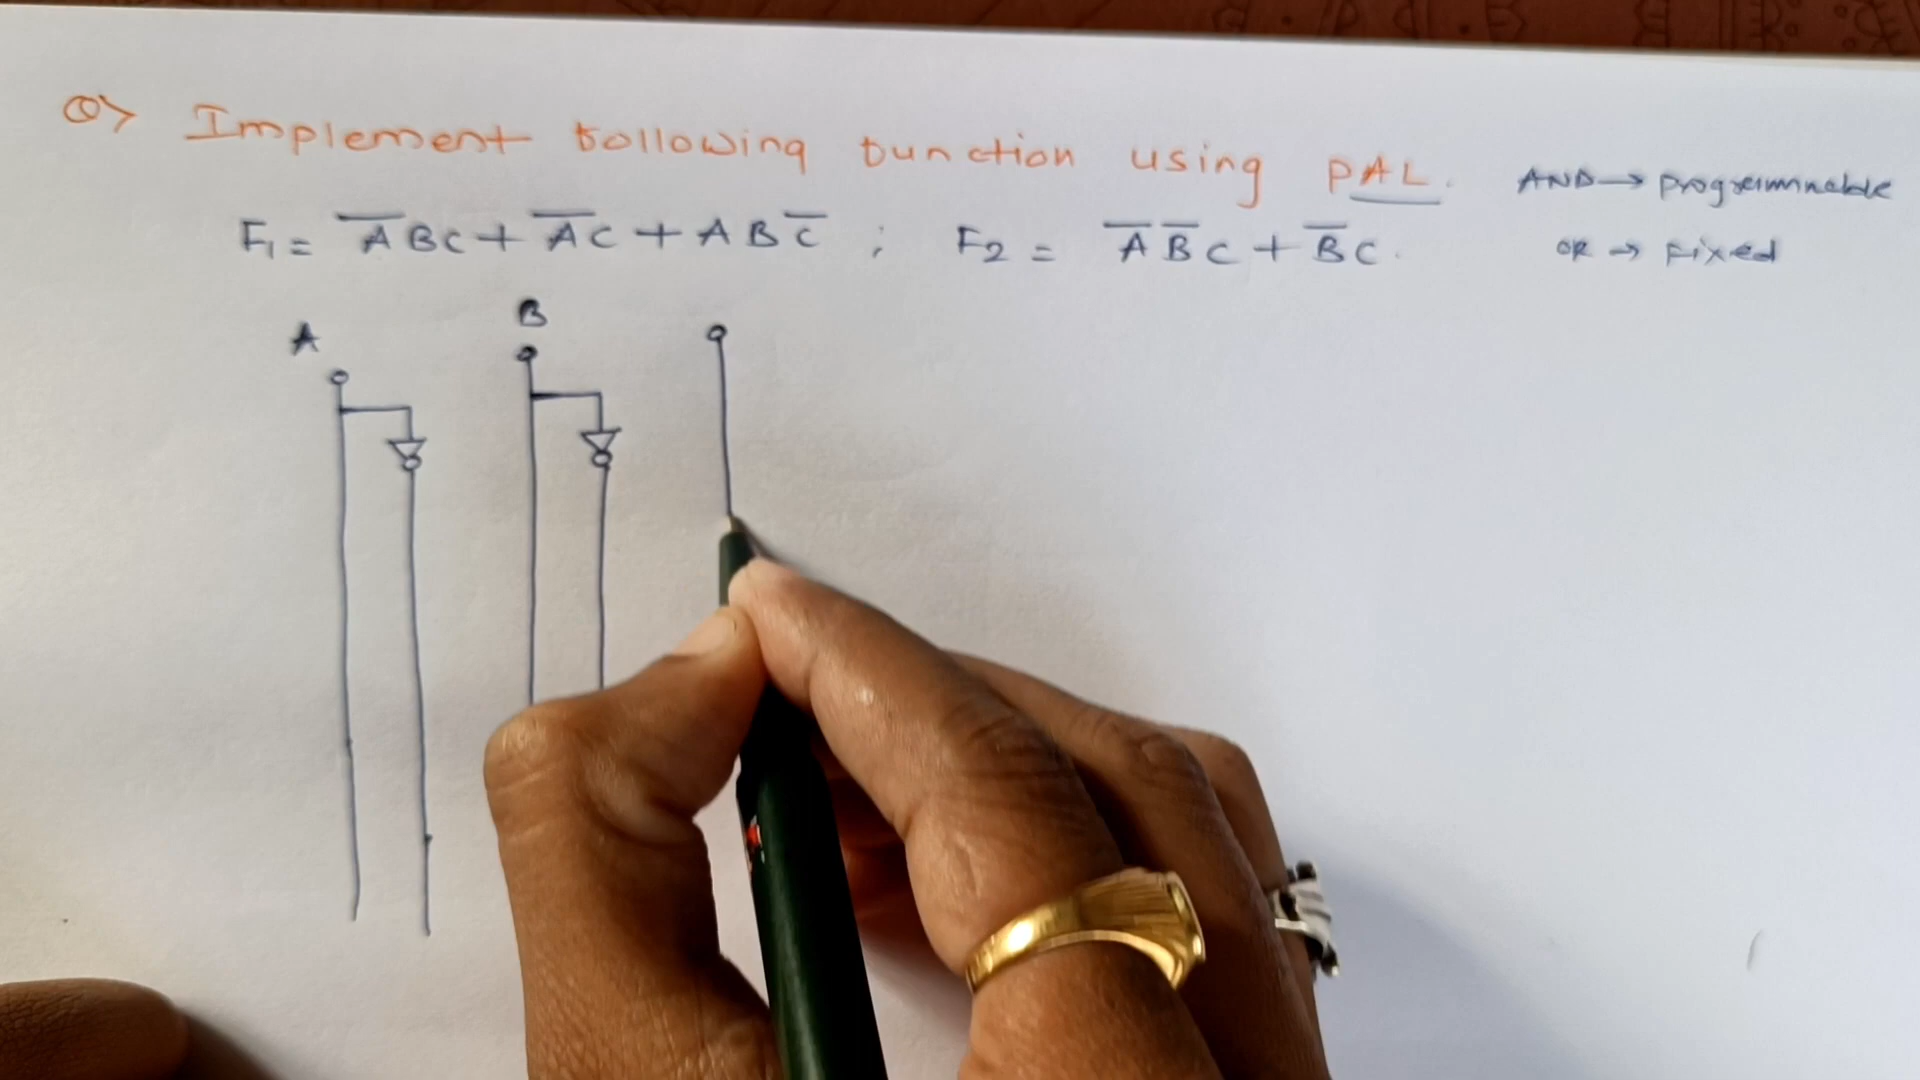 Q> Implement following function using PAL. AND → programmable
F₁ = A̅BC + A̅C + ABC̅ ; F₂ = A̅B̅C + B̅C. OR → Fixed
A B